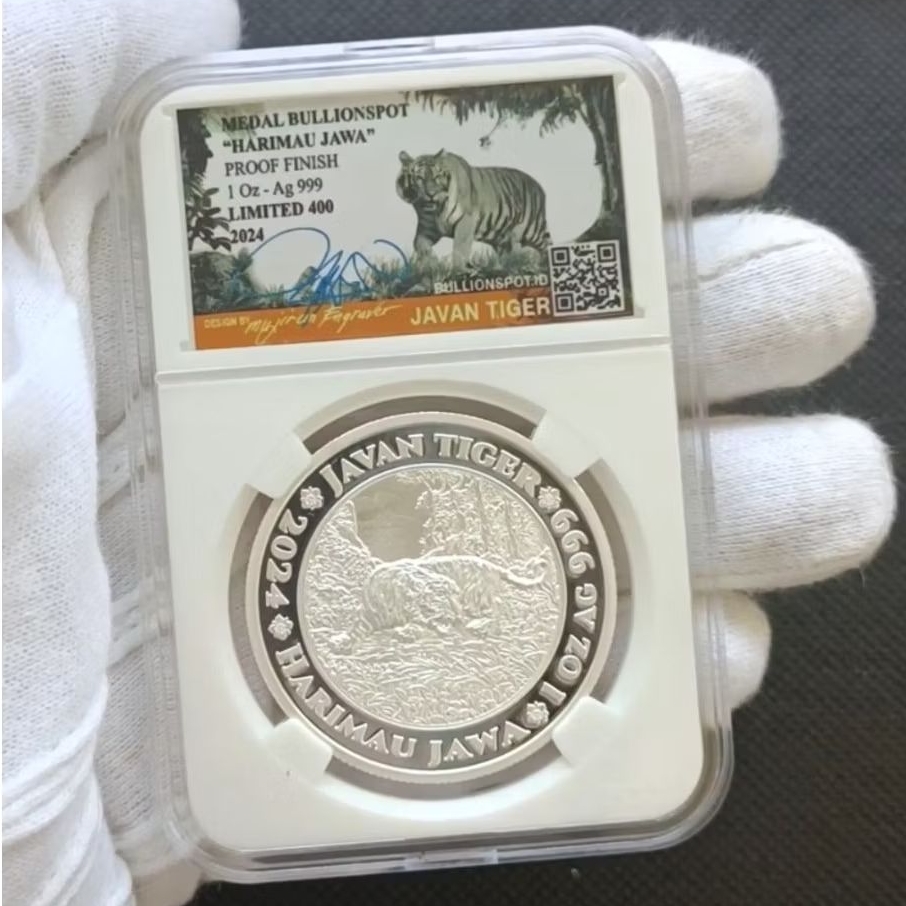 MEDAL BULLIONSPOT
"HARIMAU JAWA"
PROOF FINISH
1 Oz - Ag 999
LIMITED 400
2024
BULLIONSPOT.ID
DESIGN BY
Engraver
JAVAN TIGER
JAVAN TIGER
999 AG 1 OZ
HARIMAU JAWA
2024